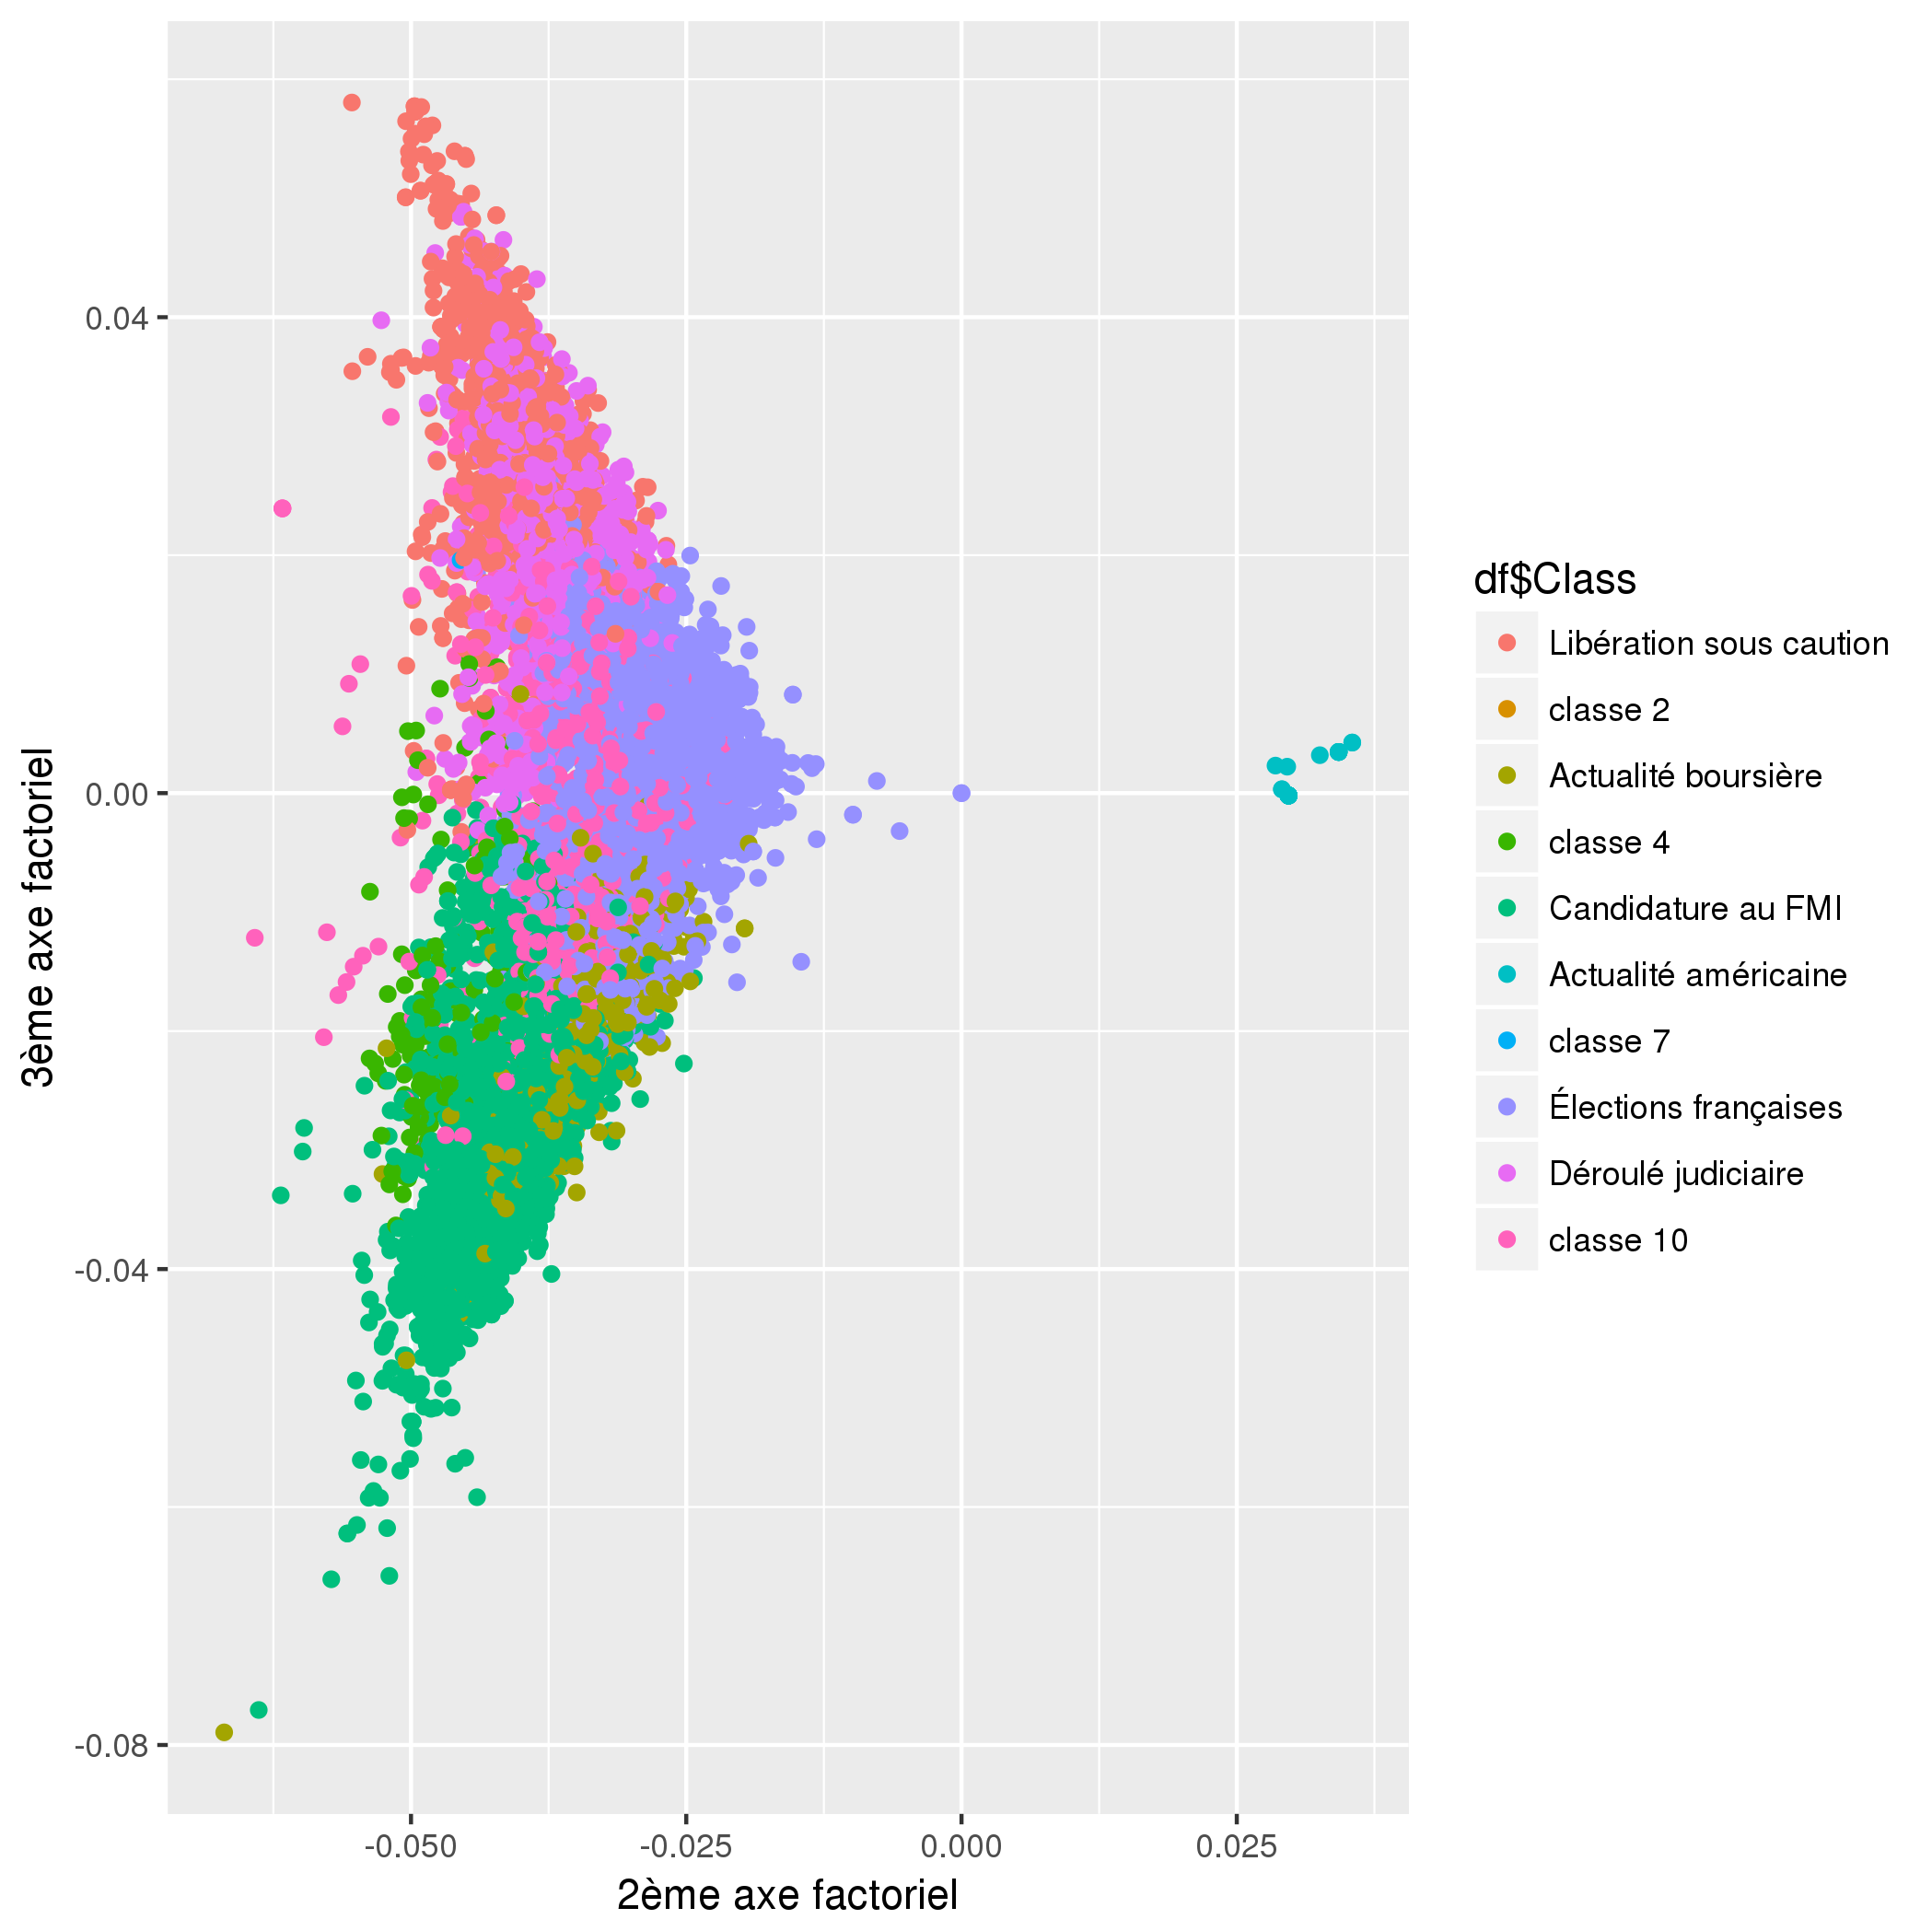 0.04
0.00
-0.04
-0.08
3ème axe factoriel
-0.050
-0.025
0.000
0.025
2ème axe factoriel
df$Class
Libération sous caution
classe 2
Actualité boursière
classe 4
Candidature au FMI
Actualité américaine
classe 7
Élections françaises
Déroulé judiciaire
classe 10